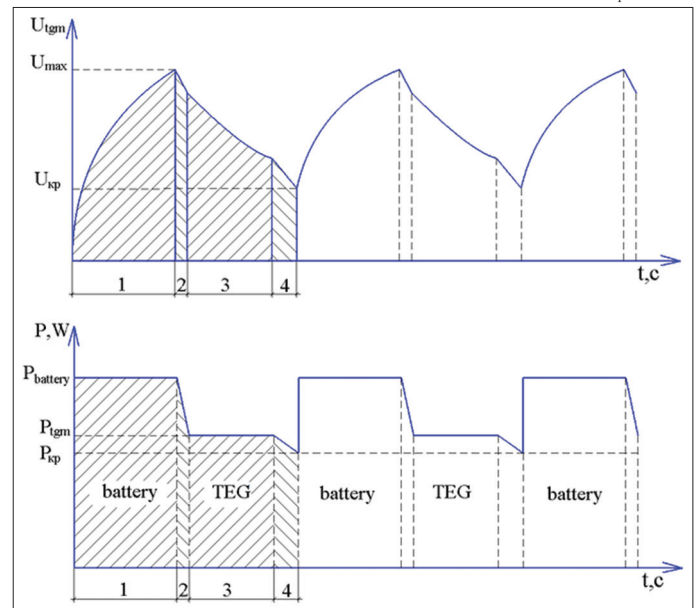 Utgm
Umax
Uкр
t,c
1 2 3 4
P,W
Pbattery
Ptgm
Pкр
battery TEG battery TEG battery
t,c
1 2 3 4